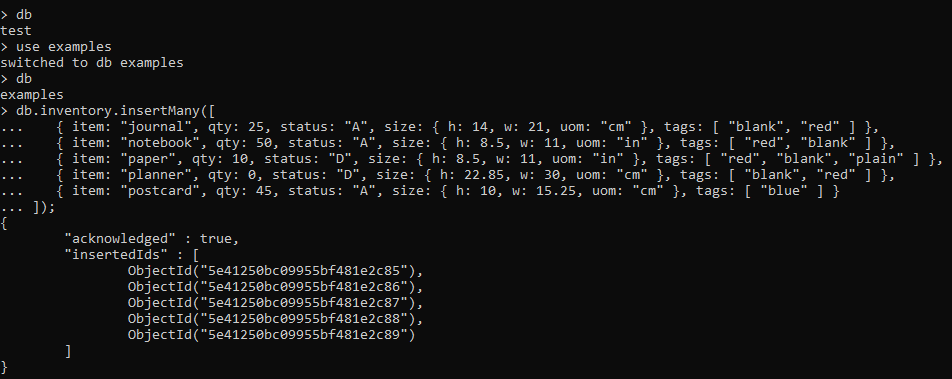 > db
test
> use examples
switched to db examples
> db
examples
> db.inventory.insertMany([
...    { item: "journal", qty: 25, status: "A", size: { h: 14, w: 21, uom: "cm" }, tags: [ "blank", "red" ] },
...    { item: "notebook", qty: 50, status: "A", size: { h: 8.5, w: 11, uom: "in" }, tags: [ "red", "blank" ] },
...    { item: "paper", qty: 10, status: "D", size: { h: 8.5, w: 11, uom: "in" }, tags: [ "red", "blank", "plain" ] },
...    { item: "planner", qty: 0, status: "D", size: { h: 22.85, w: 30, uom: "cm" }, tags: [ "blank", "red" ] },
...    { item: "postcard", qty: 45, status: "A", size: { h: 10, w: 15.25, uom: "cm" }, tags: [ "blue" ] }
... ]);
{
        "acknowledged" : true,
        "insertedIds" : [
                ObjectId("5e41250bc09955bf481e2c85"),
                ObjectId("5e41250bc09955bf481e2c86"),
                ObjectId("5e41250bc09955bf481e2c87"),
                ObjectId("5e41250bc09955bf481e2c88"),
                ObjectId("5e41250bc09955bf481e2c89")
        ]
}